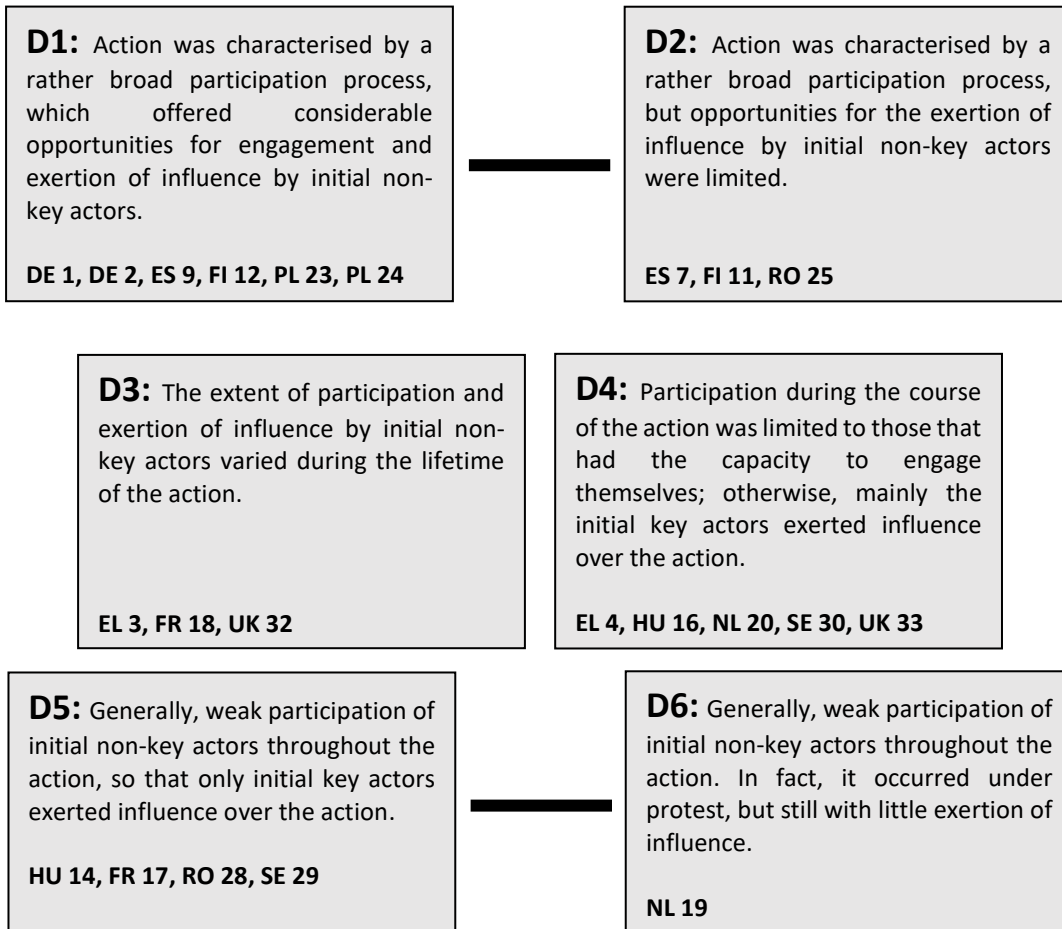 D1: Action was characterised by a
rather broad participation process,
which offered considerable
opportunities for engagement and
exertion of influence by initial non-
key actors.
DE 1, DE 2, ES 9, FI 12, PL 23, PL 24
D2: Action was characterised by a
rather broad participation process,
but opportunities for the exertion of
influence by initial non-key actors
were limited.
ES 7, FI 11, RO 25
D3: The extent of participation and
exertion of influence by initial non-
key actors varied during the lifetime
of the action.
EL 3, FR 18, UK 32
D4: Participation during the course
of the action was limited to those that
had the capacity to engage
themselves; otherwise, mainly the
initial key actors exerted influence
over the action.
EL 4, HU 16, NL 20, SE 30, UK 33
D5: Generally, weak participation of
initial non-key actors throughout the
action, so that only initial key actors
exerted influence over the action.
HU 14, FR 17, RO 28, SE 29
D6: Generally, weak participation of
initial non-key actors throughout the
action. In fact, it occurred under
protest, but still with little exertion of
influence.
NL 19